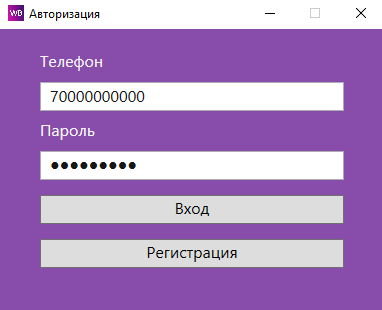 WB Авторизация
Телефон
70000000000
Пароль
●●●●●●●●●
Вход
Регистрация